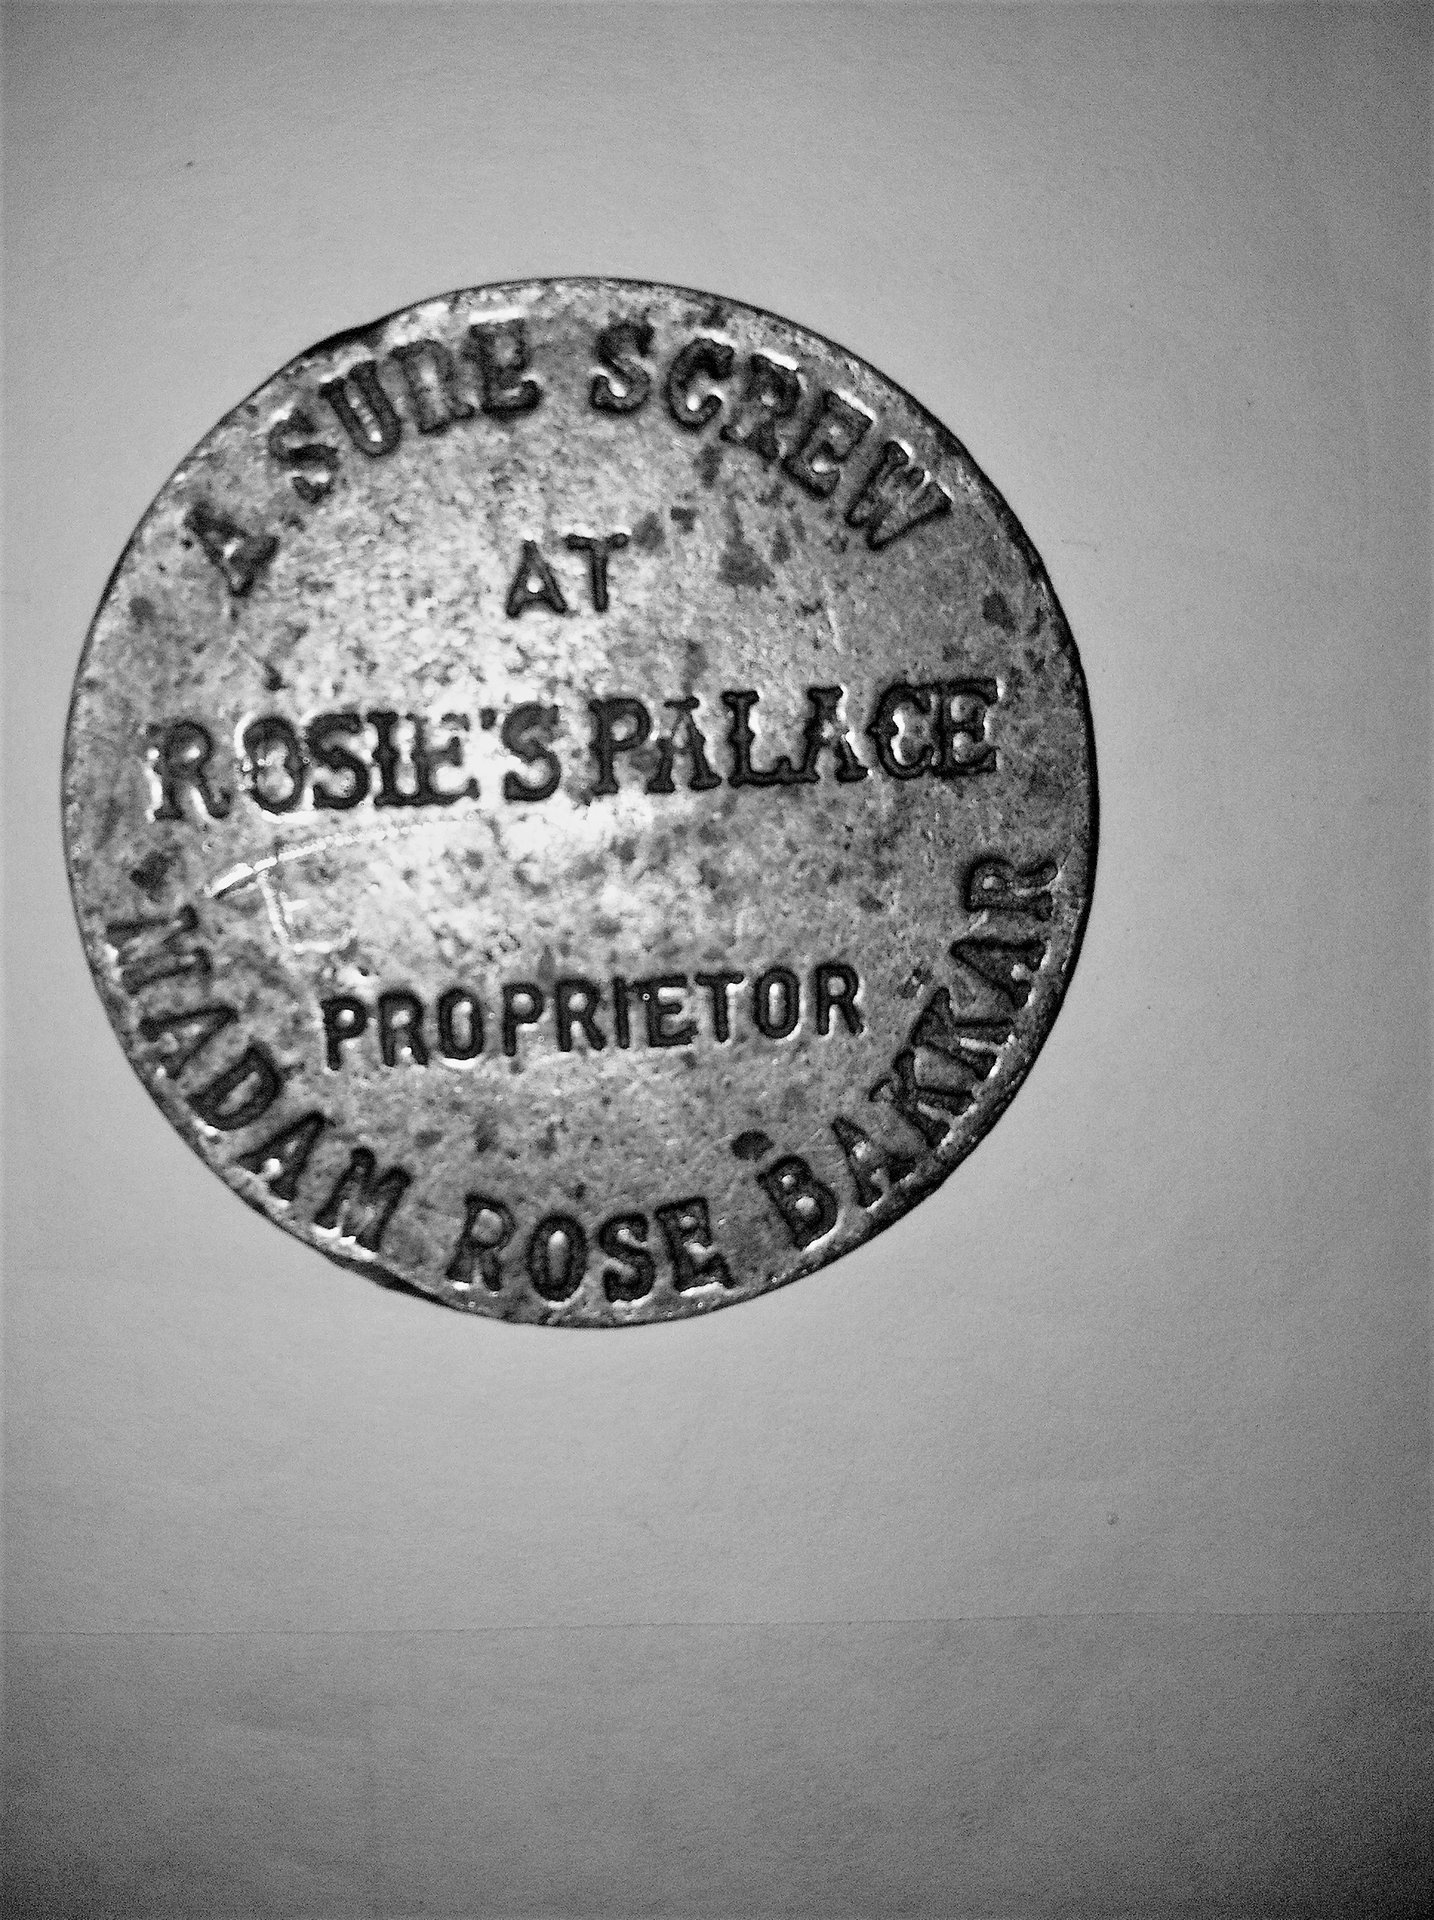 A SURE SCREW
AT
ROSIE'S PALACE
PROPRIETOR
MADAM ROSE BAKKAR